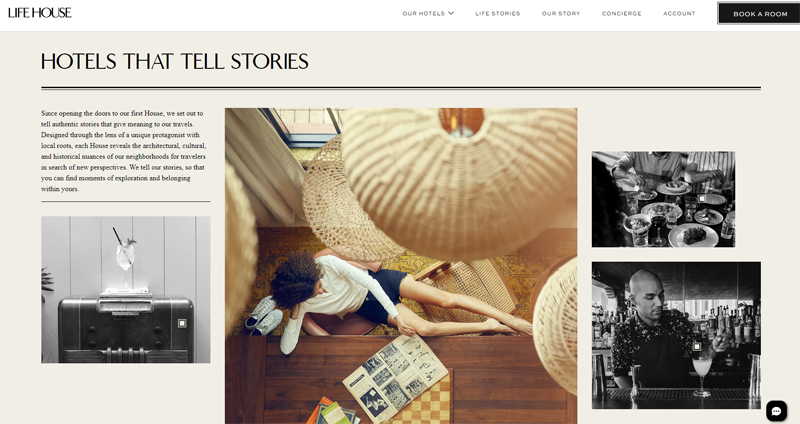 LIFE HOUSE
OUR HOTELS
LIFE STORIES
OUR STORY
CONCIERGE
ACCOUNT
BOOK A ROOM
HOTELS THAT TELL STORIES
Since opening the doors to our first House, we set out to
tell authentic stories that give meaning to our travels.
Designed through the lens of a unique protagonist with
local roots, each House reveals the architectural, cultural,
and historical nuances of our neighborhoods for travelers
in search of new perspectives. We tell our stories, so that
you can find moments of exploration and belonging
within yours.